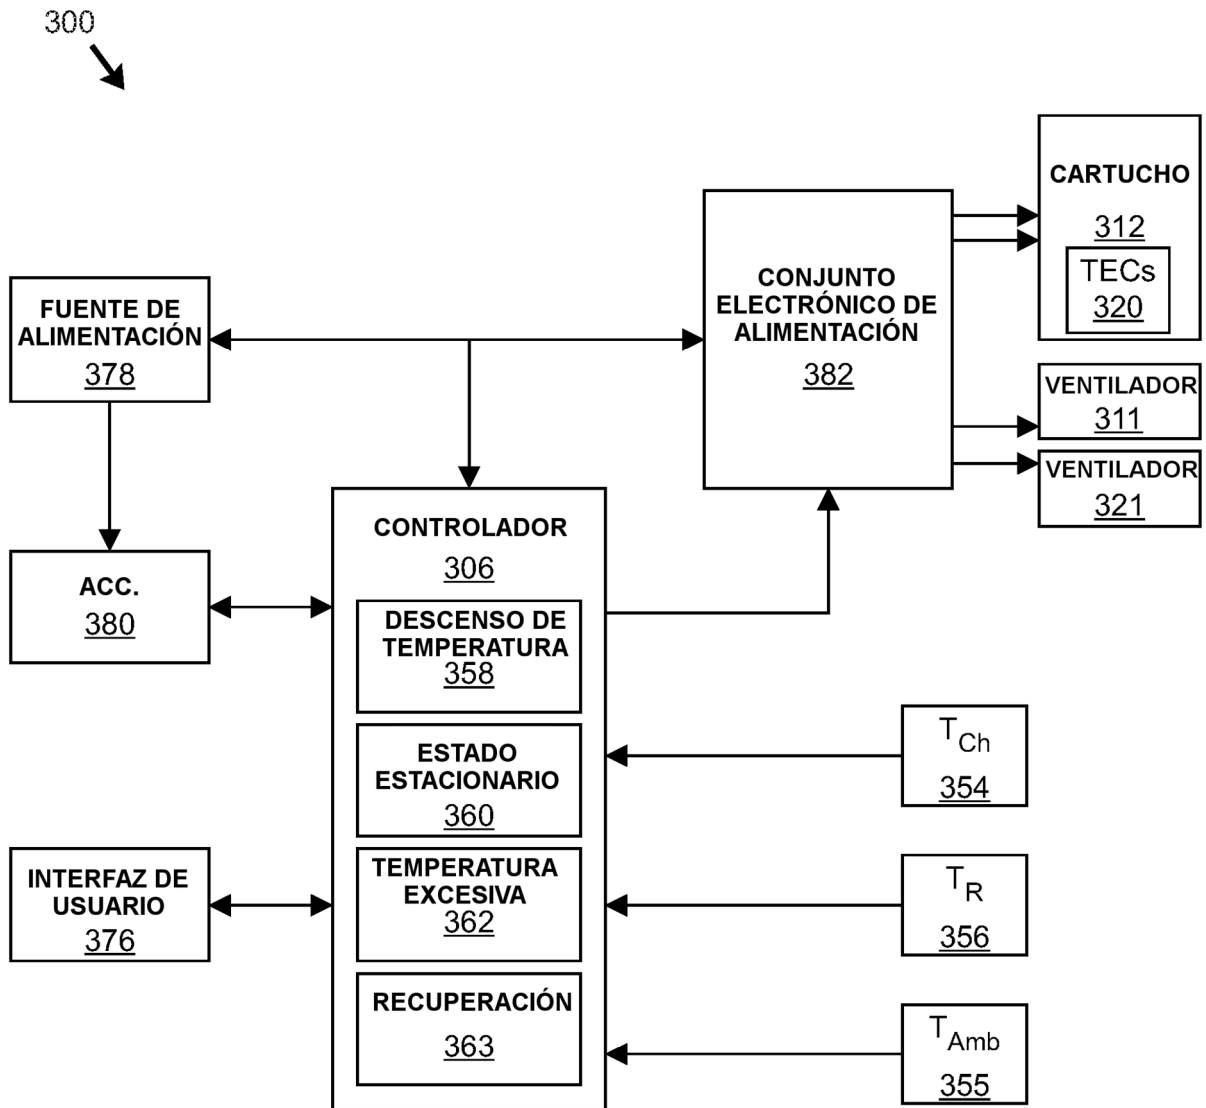 300
CARTUCHO
312
TECs
320
CONJUNTO
ELECTRÓNICO DE
ALIMENTACIÓN
382
FUENTE DE
ALIMENTACIÓN
378
VENTILADOR
311
VENTILADOR
321
CONTROLADOR
306
ACC.
380
DESCENSO DE
TEMPERATURA
358
ESTADO
ESTACIONARIO
360
TEMPERATURA
EXCESIVA
362
RECUPERACIÓN
363
INTERFAZ DE
USUARIO
376
TCh
354
TR
356
TAmb
355